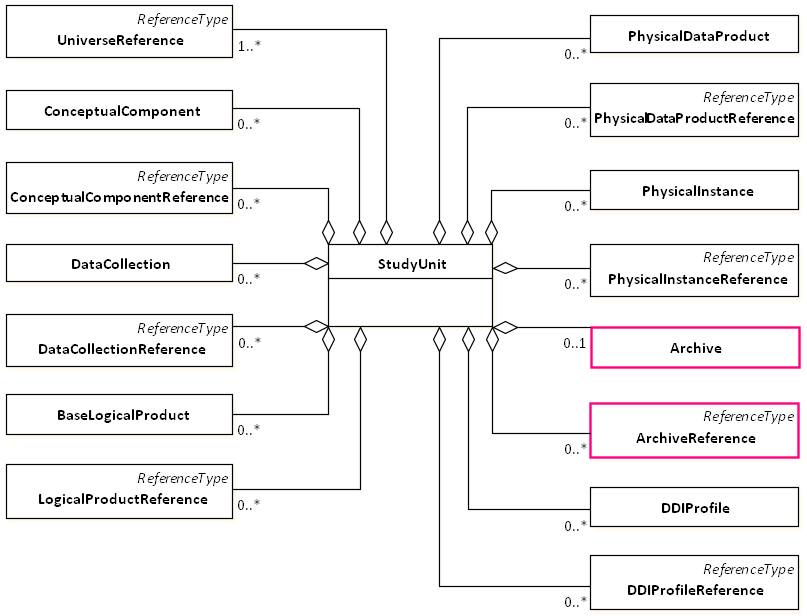 ReferenceType
UniverseReference
1..*
ConceptualComponent
0..*
ReferenceType
ConceptualComponentReference
0..*
DataCollection
0..*
ReferenceType
DataCollectionReference
0..*
BaseLogicalProduct
0..*
ReferenceType
LogicalProductReference
0..*
StudyUnit
PhysicalDataProduct
0..*
ReferenceType
PhysicalDataProductReference
0..*
PhysicalInstance
0..*
ReferenceType
PhysicalInstanceReference
0..*
Archive
0..1
ReferenceType
ArchiveReference
0..*
DDIProfile
0..*
ReferenceType
DDIProfileReference
0..*